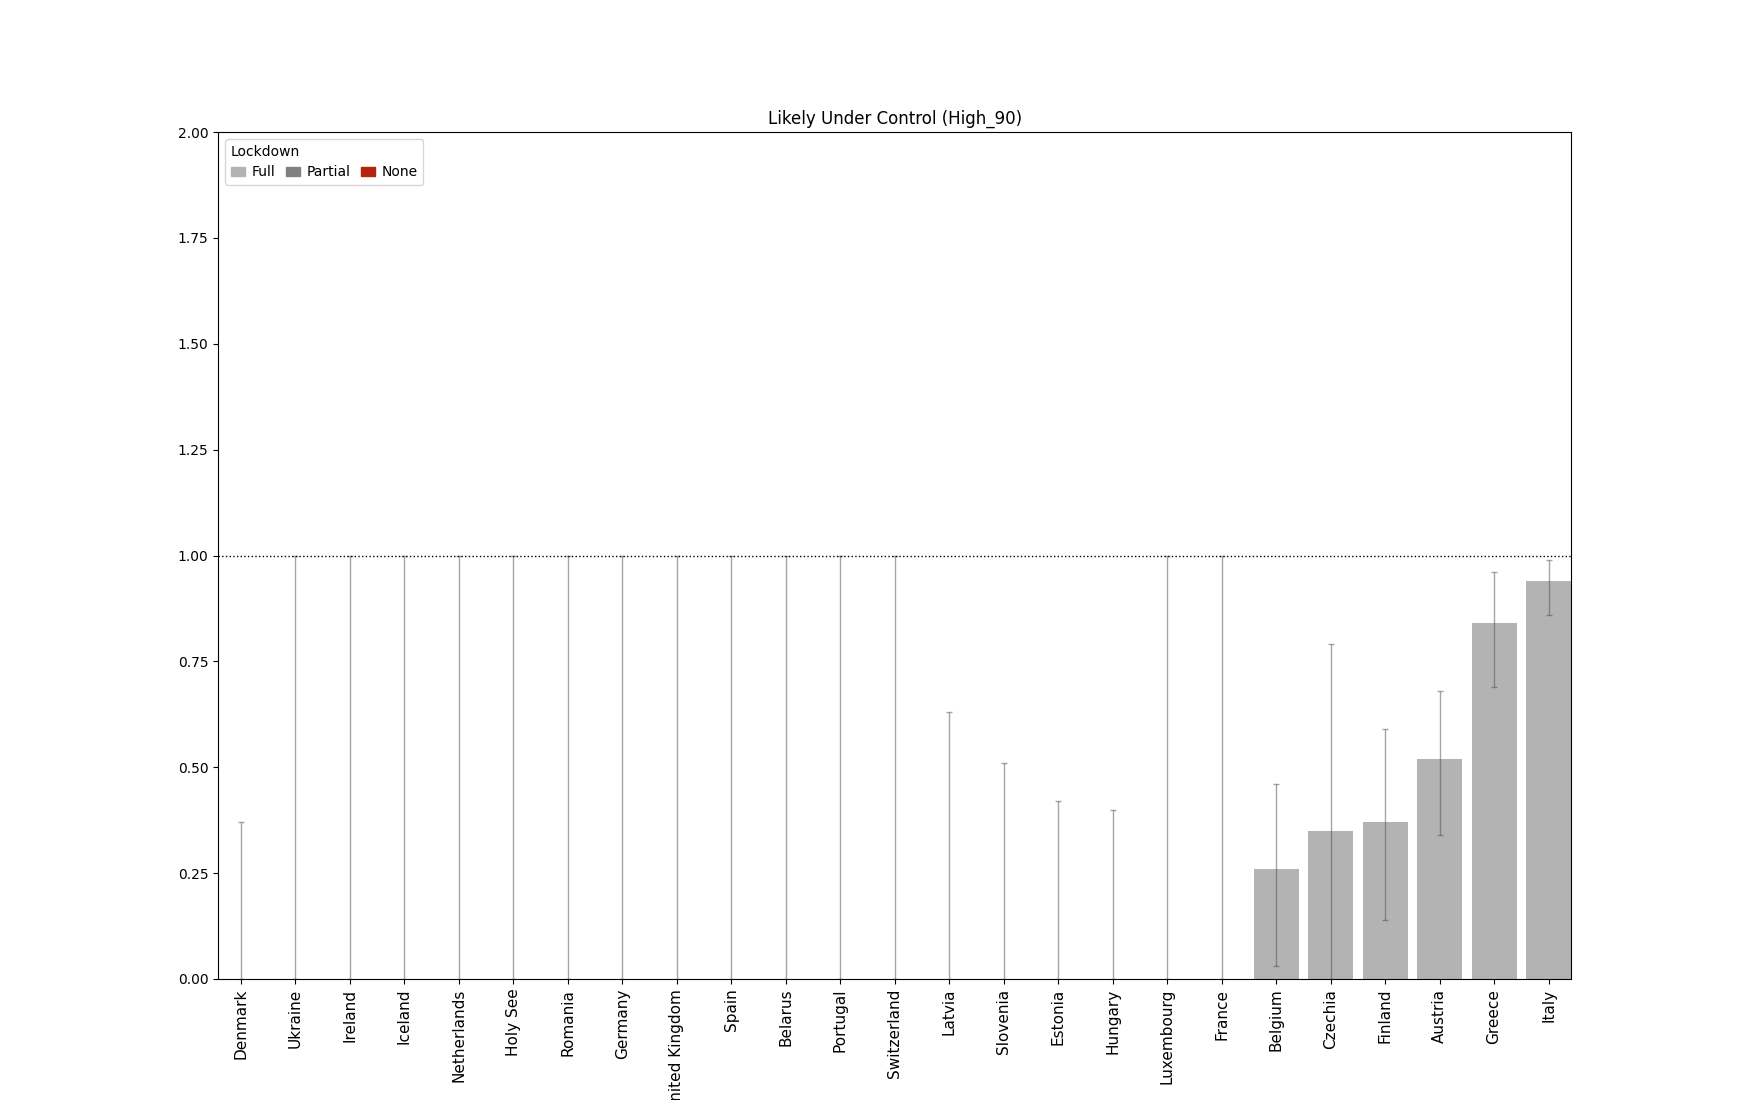 Likely Under Control (High_90)
2.00
Lockdown
Full Partial None
1.75
1.50
1.25
1.00
0.75
0.50
0.25
0.00
Denmark
Ukraine
Ireland
Iceland
Netherlands
Holy See
Romania
Germany
nited Kingdom
Spain
Belarus
Portugal
Switzerland
Latvia
Slovenia
Estonia
Hungary
Luxembourg
France
Belgium
Czechia
Finland
Austria
Greece
Italy